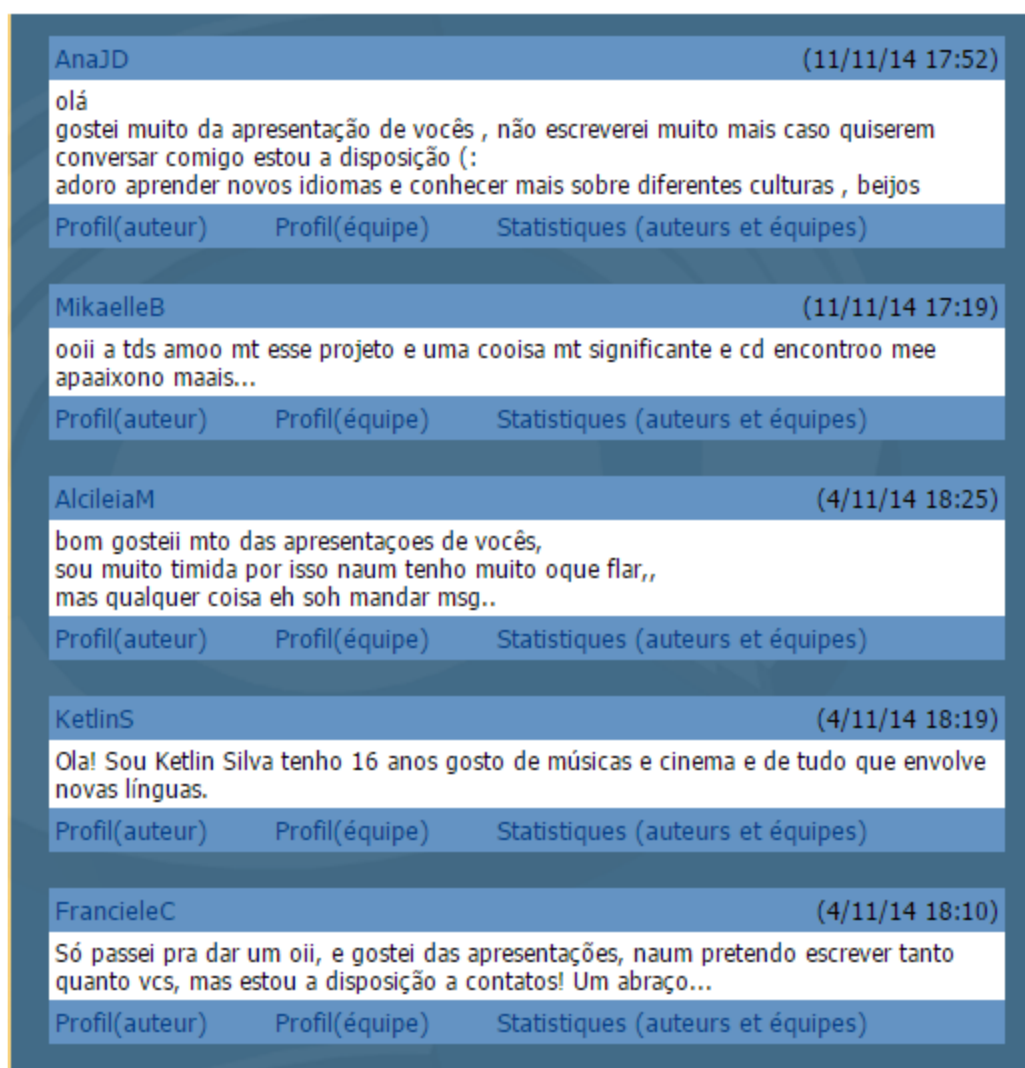 AnaJD (11/11/14 17:52)
olá
gostei muito da apresentação de vocês , não escreverei muito mais caso quiserem
conversar comigo estou a disposição (:
adoro aprender novos idiomas e conhecer mais sobre diferentes culturas , beijos
Profil(auteur) Profil(équipe) Statistiques (auteurs et équipes)
MikaelleB (11/11/14 17:19)
ooii a tds amoo mt esse projeto e uma cooisa mt significante e cd encontroo mee
apaaixono maais...
Profil(auteur) Profil(équipe) Statistiques (auteurs et équipes)
AlcileiaM (4/11/14 18:25)
bom gosteii mto das apresentaçoes de vocês,
sou muito timida por isso naum tenho muito oque flar,,
mas qualquer coisa eh soh mandar msg..
Profil(auteur) Profil(équipe) Statistiques (auteurs et équipes)
KetlinS (4/11/14 18:19)
Ola! Sou Ketlin Silva tenho 16 anos gosto de músicas e cinema e de tudo que envolve
novas línguas.
Profil(auteur) Profil(équipe) Statistiques (auteurs et équipes)
FrancieleC (4/11/14 18:10)
Só passei pra dar um oii, e gostei das apresentações, naum pretendo escrever tanto
quanto vcs, mas estou a disposição a contatos! Um abraço...
Profil(auteur) Profil(équipe) Statistiques (auteurs et équipes)